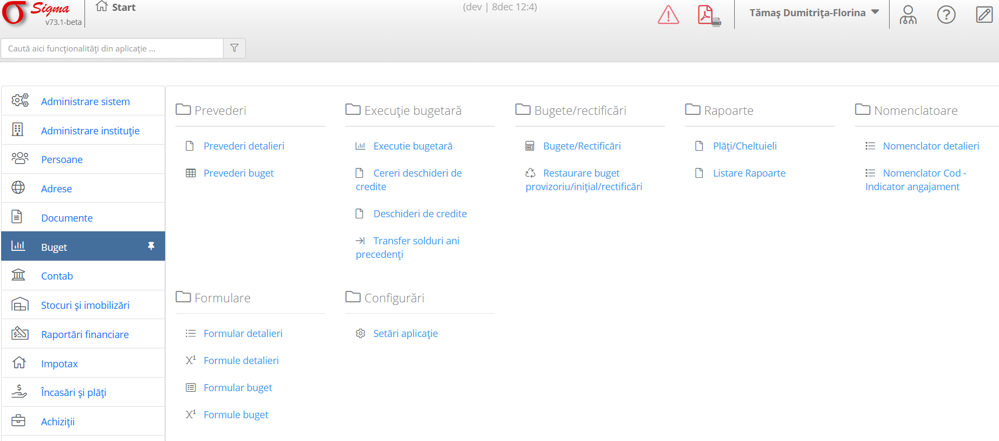 Sigma
v73.1-beta
Start
(dev | 8dec 12:4)
Tămaş Dumitriţa-Florina
Caută aici funcţionalităţi din aplicaţie ...
Administrare sistem
Administrare instituţie
Persoane
Adrese
Documente
Buget
Contab
Stocuri şi imobilizări
Raportări financiare
Impotax
Încasări şi plăţi
Achiziţii
Prevederi
Prevederi detalieri
Prevederi buget
Execuţie bugetară
Executie bugetară
Cereri deschideri de
credite
Deschideri de credite
Transfer solduri ani
precedenţi
Bugete/rectificări
Bugete/Rectificări
Restaurare buget
provizoriu/iniţial/rectificări
Rapoarte
Plăţi/Cheltuieli
Listare Rapoarte
Nomenclatoare
Nomenclator detalieri
Nomenclator Cod -
Indicator angajament
Formulare
Formular detalieri
X¹ Formule detalieri
Formular buget
X¹ Formule buget
Configurări
Setări aplicaţie